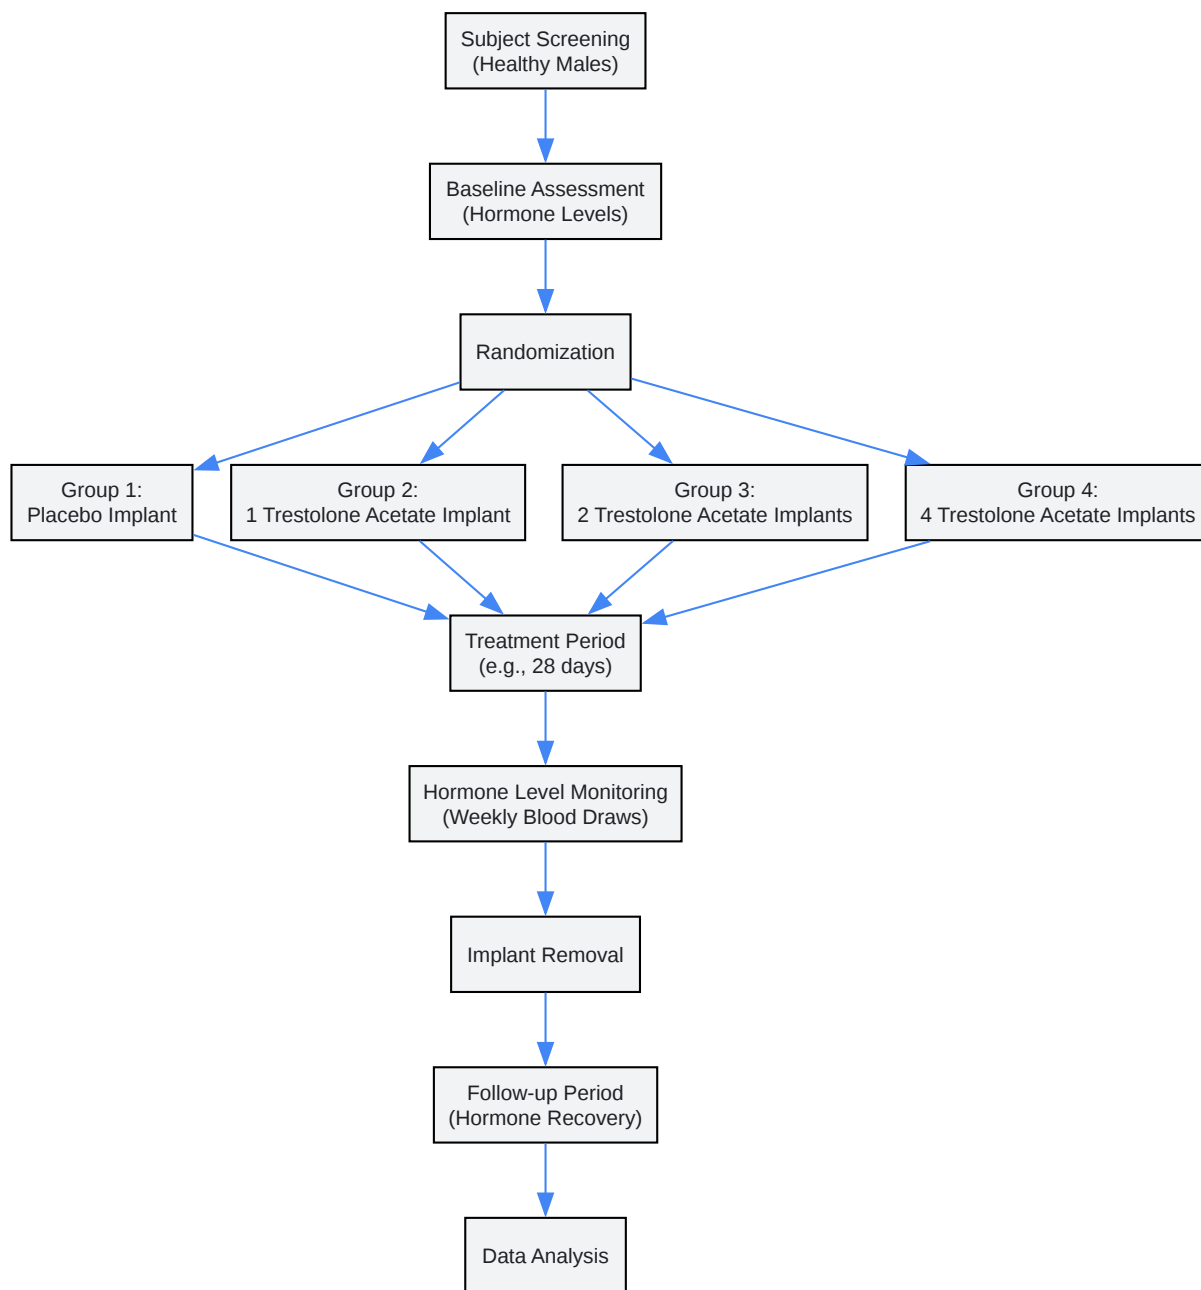 Subject Screening
(Healthy Males)
Baseline Assessment
(Hormone Levels)
Randomization
Group 1:
Placebo Implant
Group 2:
1 Trestolone Acetate Implant
Group 3:
2 Trestolone Acetate Implants
Group 4:
4 Trestolone Acetate Implants
Treatment Period
(e.g., 28 days)
Hormone Level Monitoring
(Weekly Blood Draws)
Implant Removal
Follow-up Period
(Hormone Recovery)
Data Analysis